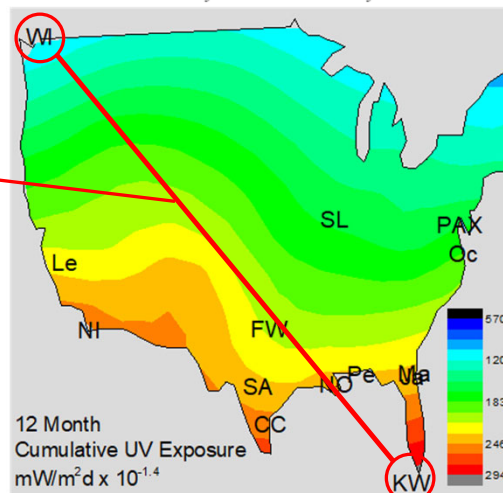 WI
SL
PAX
Oc
Le
570
NI
FW
120
Pe
Ma
SA
NO
183
CC
12 Month
246
Cumulative UV Exposure
mW/m²d x 10⁻¹·⁴
294
KW